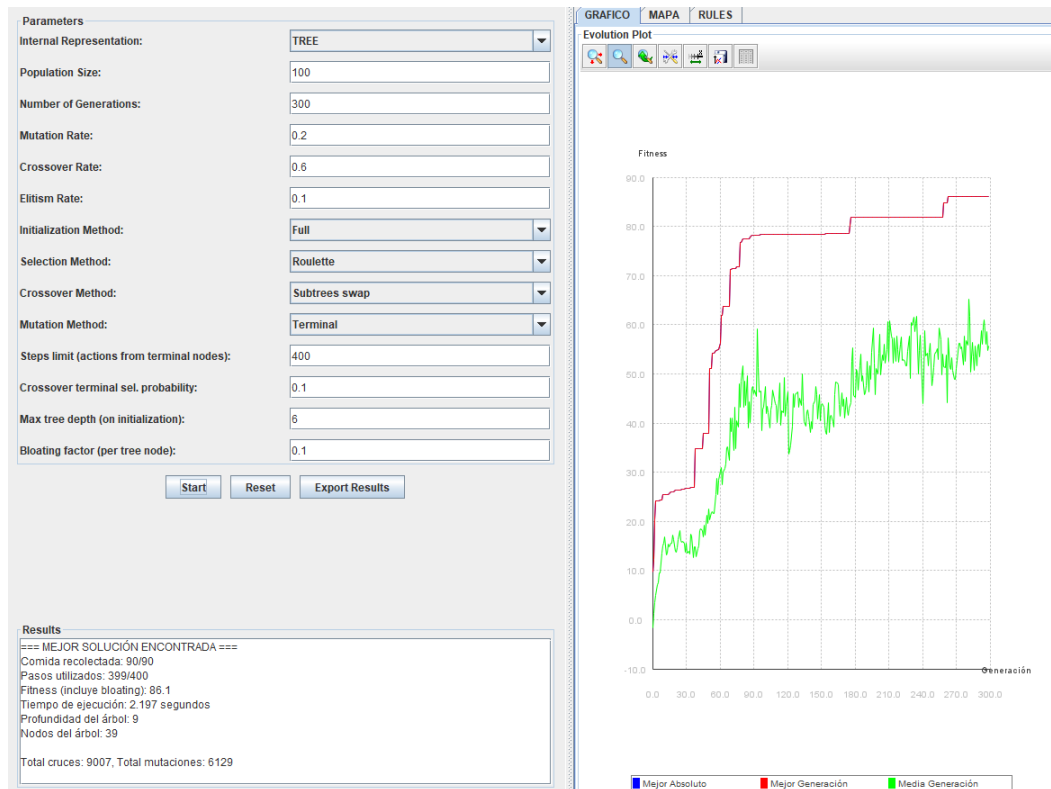 Parameters
Internal Representation: TREE
Population Size: 100
Number of Generations: 300
Mutation Rate: 0.2
Crossover Rate: 0.6
Elitism Rate: 0.1
Initialization Method: Full
Selection Method: Roulette
Crossover Method: Subtrees swap
Mutation Method: Terminal
Steps limit (actions from terminal nodes): 400
Crossover terminal sel. probability: 0.1
Max tree depth (on initialization): 6
Bloating factor (per tree node): 0.1
Start Reset Export Results
Results
=== MEJOR SOLUCIÓN ENCONTRADA ===
Comida recolectada: 90/90
Pasos utilizados: 399/400
Fitness (incluye bloating): 86.1
Tiempo de ejecución: 2.197 segundos
Profundidad del árbol: 9
Nodos del árbol: 39
Total cruces: 9007, Total mutaciones: 6129
GRAFICO MAPA RULES
Evolution Plot
Fitness
90.0
80.0
70.0
60.0
50.0
40.0
30.0
20.0
10.0
0.0
-10.0
Generación
0.0 30.0 60.0 90.0 120.0 150.0 180.0 210.0 240.0 270.0 300.0
Mejor Absoluto Mejor Generación Media Generación